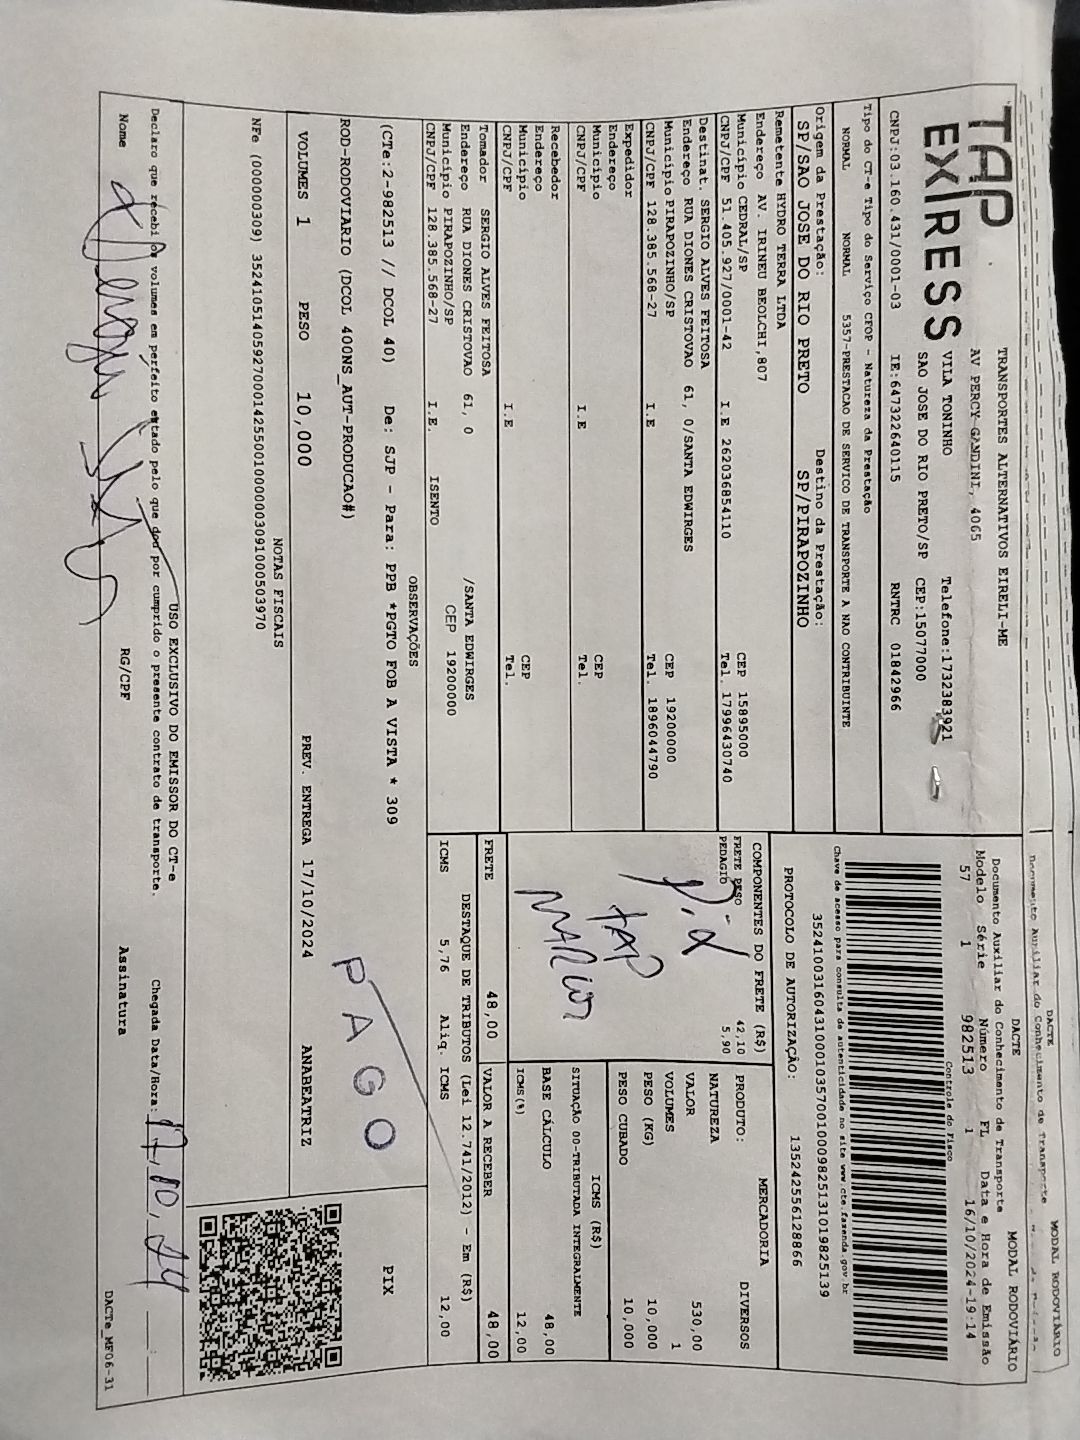 TAP EXPRESS
TRANSPORTES ALTERNATIVOS EIRELI-ME
AV PERCY GANDINI, 4065
VILA TONINHO Telefone:1732383921
SAO JOSE DO RIO PRETO/SP CEP:15077000
CNPJ:03.160.431/0001-03 IE:647322640115 RNTRC 01842966
DACTE MODAL RODOVIÁRIO
Documento Auxiliar do Conhecimento de Transporte
Modelo Série Número FL Data e Hora de Emissão
57 1 982513 1 16/10/2024-19:14
Controle do Fisco
Chave de acesso para consulta de autenticidade no site www.cte.fazenda.gov.br
35241003160431000103570010009825131019825139
PROTOCOLO DE AUTORIZAÇÃO: 135242556128866
Tipo do CT-e Tipo do Serviço CFOP - Natureza da Prestação
NORMAL NORMAL 5357-PRESTACAO DE SERVICO DE TRANSPORTE A NAO CONTRIBUINTE
Origem da Prestação: Destino da Prestação:
SP/SAO JOSE DO RIO PRETO SP/PIRAPOZINHO
Remetente HYDRO TERRA LTDA
Endereço AV. IRINEU BEOLCHI,807
Município CEDRAL/SP CEP 15895000
CNPJ/CPF 51.405.927/0001-42 I.E 262036854110 Tel. 17996430740
Destinat. SERGIO ALVES FEITOSA
Endereço RUA DIONES CRISTOVAO 61, 0/SANTA EDWIRGES
Município PIRAPOZINHO/SP CEP 19200000
CNPJ/CPF 128.385.568-27 I.E Tel. 1896044790
Expedidor
Endereço
Município CEP
CNPJ/CPF I.E Tel.
Recebedor
Endereço
Município CEP
CNPJ/CPF I.E Tel.
Tomador SERGIO ALVES FEITOSA
Endereço RUA DIONES CRISTOVAO 61, 0 /SANTA EDWIRGES
Município PIRAPOZINHO/SP CEP 19200000
CNPJ/CPF 128.385.568-27 I.E. ISENTO
COMPONENTES DO FRETE (R$)
FRETE PESO 42,10
PEDAGIO 5,90
Pix
TAP
MARCOS
PRODUTO: MERCADORIA
NATUREZA DIVERSOS
VALOR 530,00
VOLUMES 1
PESO (KG) 10,000
PESO CUBADO 10,000
ICMS (R$)
SITUAÇÃO 00-TRIBUTADA INTEGRALMENTE
BASE CÁLCULO 48,00
ICMS(%) 12,00
FRETE 48,00 VALOR A RECEBER 48,00
DESTAQUE DE TRIBUTOS (Lei 12.741/2012) - Em (R$)
ICMS 5,76 Aliq. ICMS 12,00
OBSERVAÇÕES
(CTe:2-982513 // DCOL 40) De: SJP - Para: PPB *PGTO FOB A VISTA * 309
ROD-RODOVIARIO (DCOL 400NS_AUT-PRODUCAO#)
PAGO
PIX
VOLUMES 1 PESO 10,000 PREV. ENTREGA 17/10/2024 ANABEATRIZ
NOTAS FISCAIS
NFe (000000309) 35241051405927000142550010000003091000503970
USO EXCLUSIVO DO EMISSOR DO CT-e
Declaro que recebi os volumes em perfeito estado pelo que dou por cumprido o presente contrato de transporte. Chegada Data/Hora: 17,10,24 __:__
Nome RG/CPF Assinatura
DACTe_MF06-31